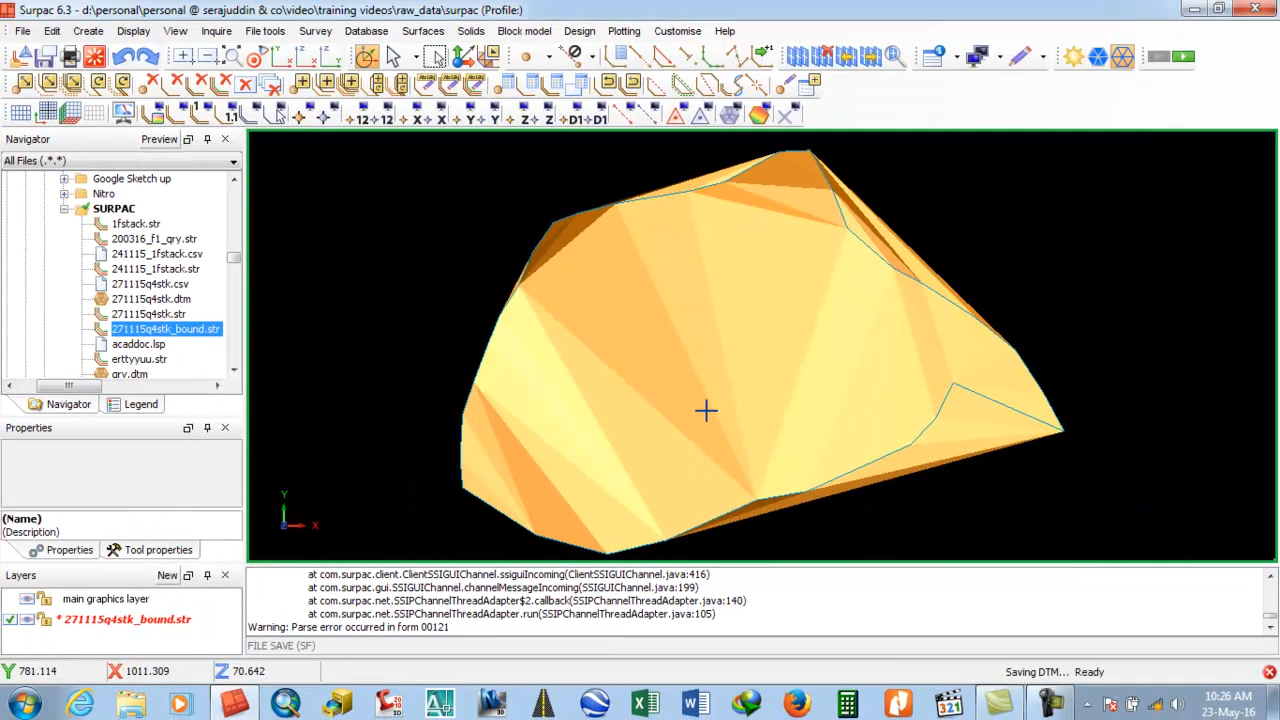 Surpac 6.3 - d:\personal\personal @ serajuddin & co\video\training videos\raw_data\surpac (Profile:)
File Edit Create Display View Inquire File tools Survey Database Surfaces Solids Block model Design Plotting Customise Help
1 1.1 12 12 X X Y Y Z Z D1 D1
Navigator Preview
All Files (.*.*)
Google Sketch up
Nitro
SURPAC
1fstack.str
200316_f1_qry.str
241115_1fstack.csv
241115_1fstack.str
271115q4stk.csv
271115q4stk.dtm
271115q4stk.str
271115q4stk_bound.str
acaddoc.lsp
erttyyuu.str
qry.dtm
Navigator Legend
Properties
(Name)
(Description)
Properties Tool properties
Layers New
main graphics layer
* 271115q4stk_bound.str
Y
Z X
at com.surpac.client.ClientSSIGUIChannel.ssiguiIncoming(ClientSSIGUIChannel.java:416)
at com.surpac.gui.SSIGUIChannel.channelMessageIncoming(SSIGUIChannel.java:199)
at com.surpac.net.SSIPChannelThreadAdapter$2.callback(SSIPChannelThreadAdapter.java:140)
at com.surpac.net.SSIPChannelThreadAdapter.run(SSIPChannelThreadAdapter.java:105)
Warning: Parse error occurred in form 00121
FILE SAVE (SF)
Y 781.114 X 1011.309 Z 70.642 Saving DTM... Ready
10:26 AM
23-May-16